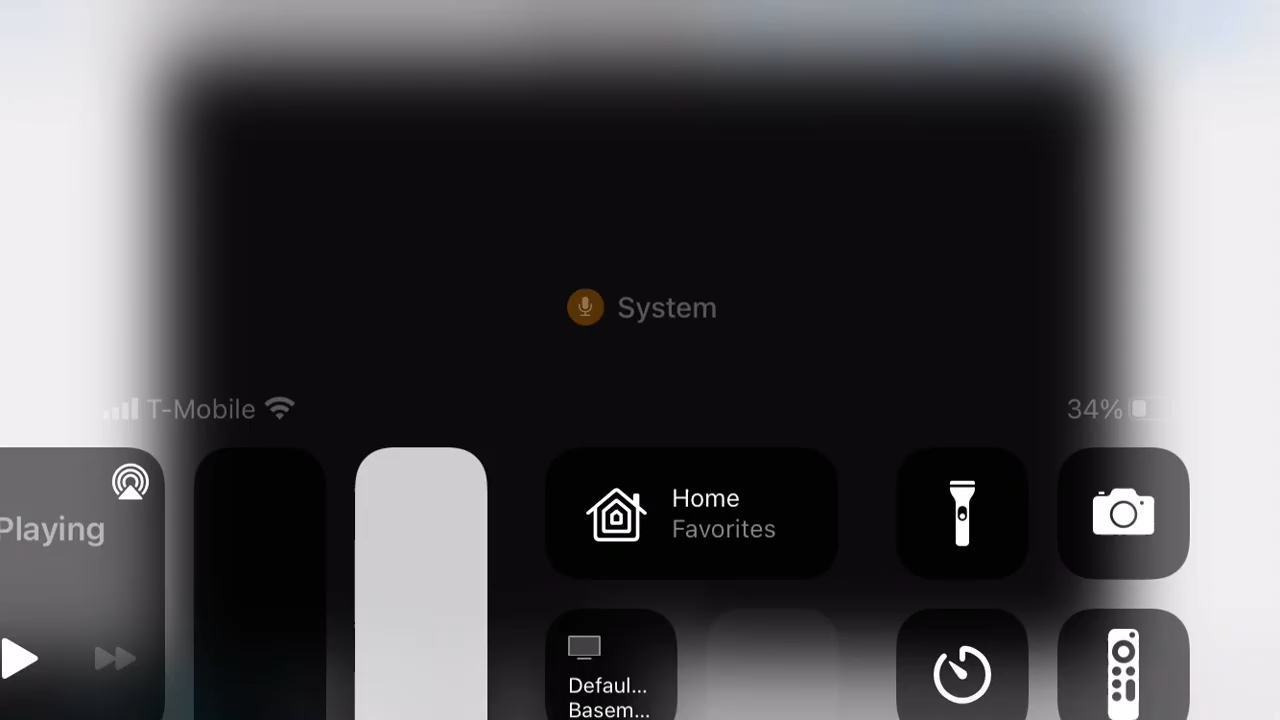 System
T-Mobile
34%
Playing
Home
Favorites
Defaul...
Basem...